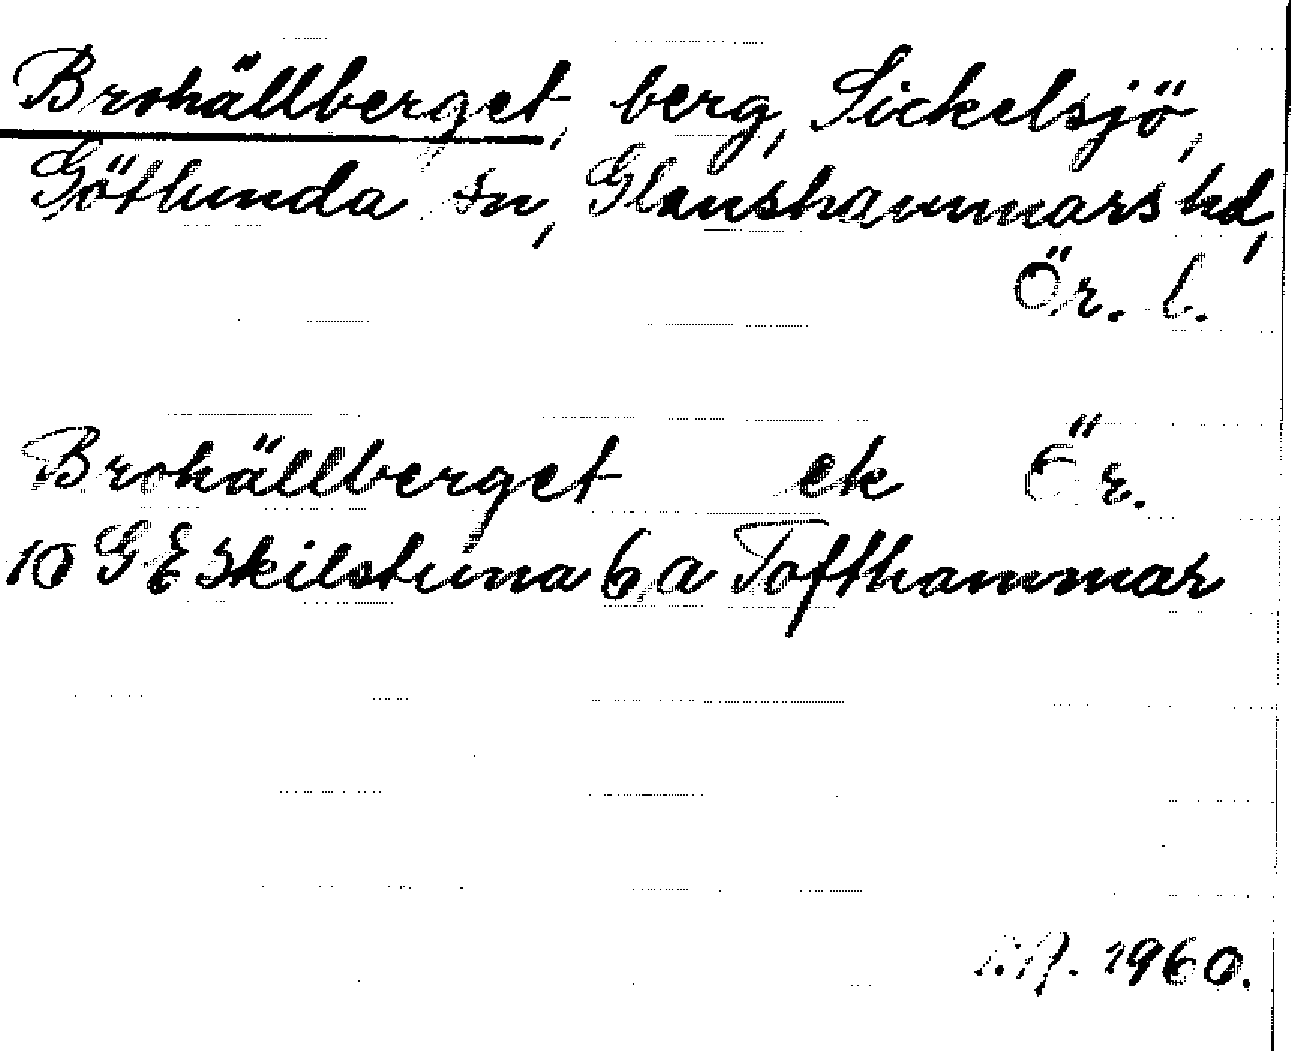 Brohällberget, berg, Sickelsjö,
Götlunda sn, Glanshammars hd,
Ör. l.
Brohällberget ek Ör.
10 G Eskilstuna 6 a Tofthammar
1960.